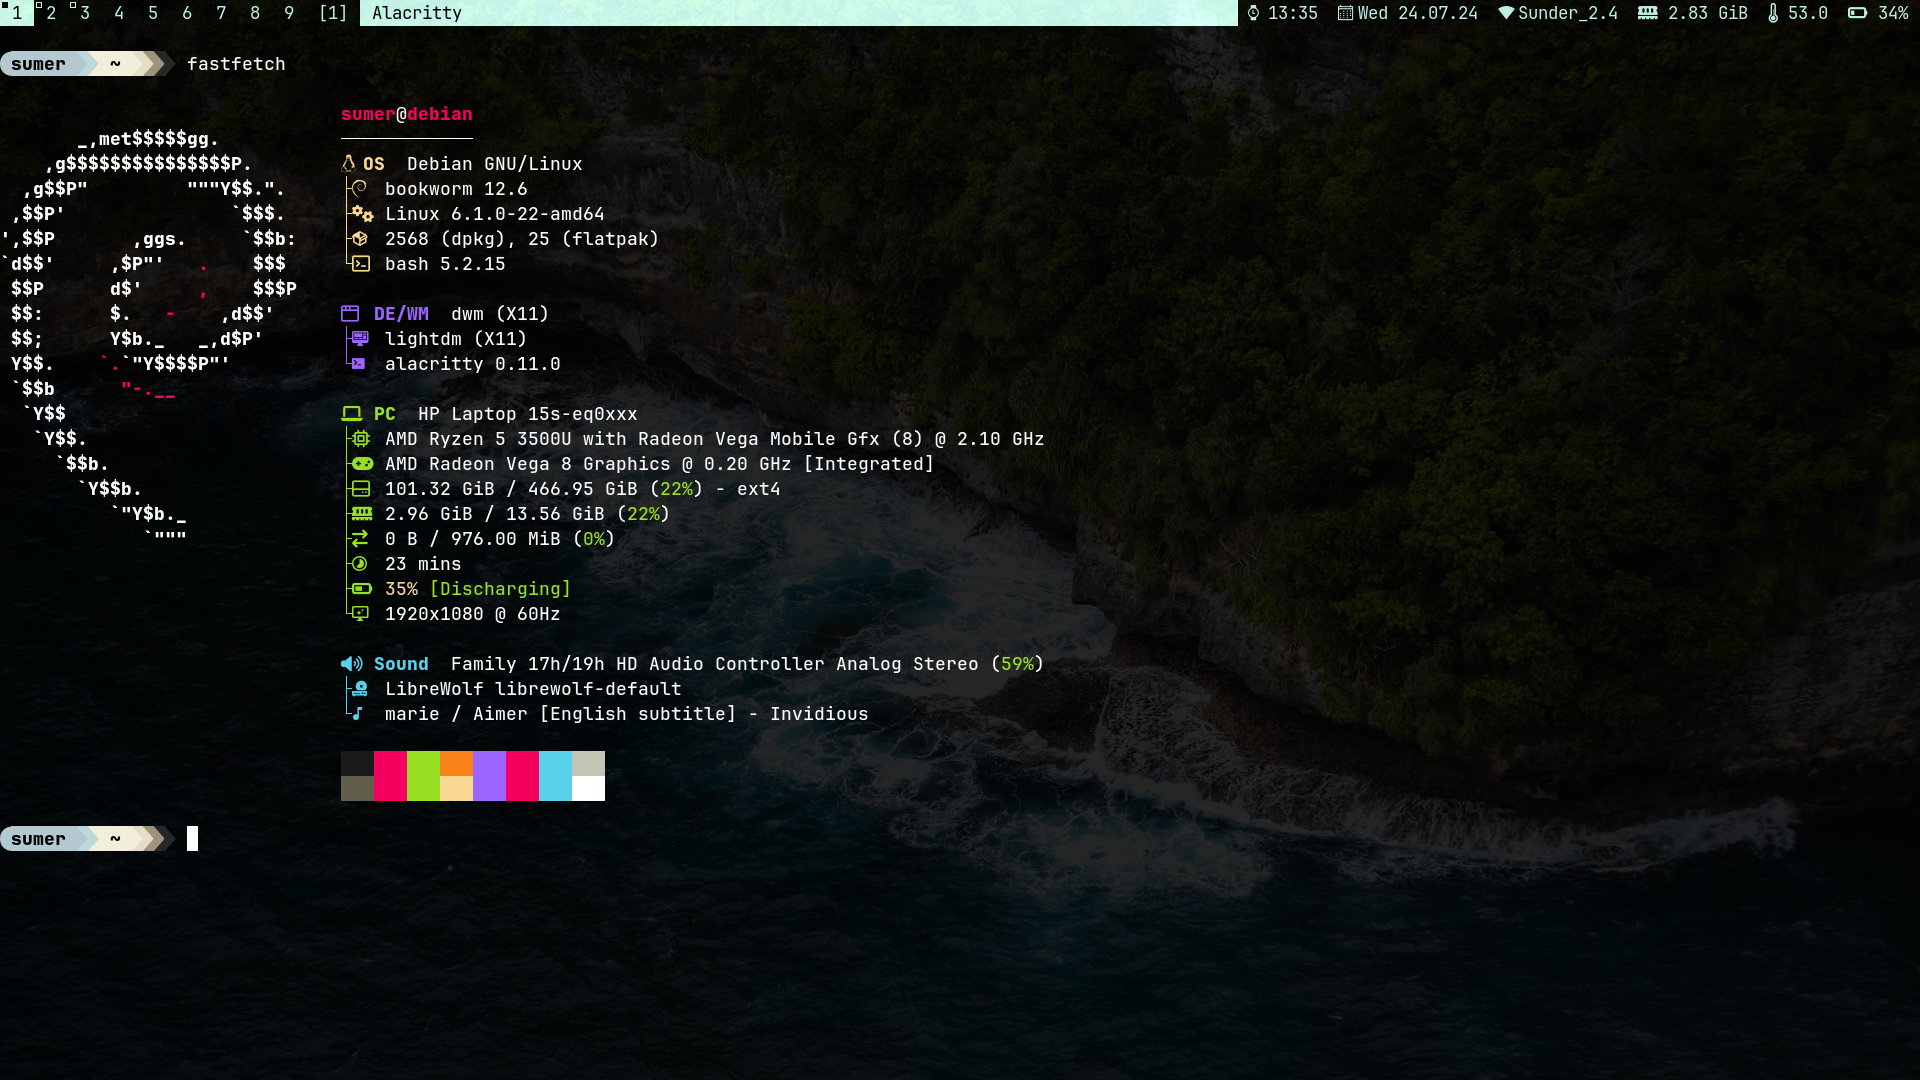 1 2 3 4 5 6 7 8 9 [1] Alacritty 13:35 Wed 24.07.24 Sunder_2.4 2.83 GiB 53.0 34%
sumer ~ fastfetch
sumer@debian
_,met$$$$$gg.
,g$$$$$$$$$$$$$$$P.
OS Debian GNU/Linux
,g$$P" """Y$$.".
bookworm 12.6
,$$P' `$$$.
Linux 6.1.0-22-amd64
',$$P ,ggs. `$$b:
2568 (dpkg), 25 (flatpak)
`d$$' ,$P"' . $$$
bash 5.2.15
$$P d$' , $$$P
$$: $. - ,d$$'
DE/WM dwm (X11)
$$; Y$b._ _,d$P'
lightdm (X11)
Y$$. `.`"Y$$$$P"'
alacritty 0.11.0
`$$b "-.__
`Y$$
PC HP Laptop 15s-eq0xxx
`Y$$.
AMD Ryzen 5 3500U with Radeon Vega Mobile Gfx (8) @ 2.10 GHz
`$$b.
AMD Radeon Vega 8 Graphics @ 0.20 GHz [Integrated]
`Y$$b.
101.32 GiB / 466.95 GiB (22%) - ext4
`"Y$b._
2.96 GiB / 13.56 GiB (22%)
`"""
0 B / 976.00 MiB (0%)
23 mins
35% [Discharging]
1920x1080 @ 60Hz
Sound Family 17h/19h HD Audio Controller Analog Stereo (59%)
LibreWolf librewolf-default
marie / Aimer [English subtitle] - Invidious
sumer ~